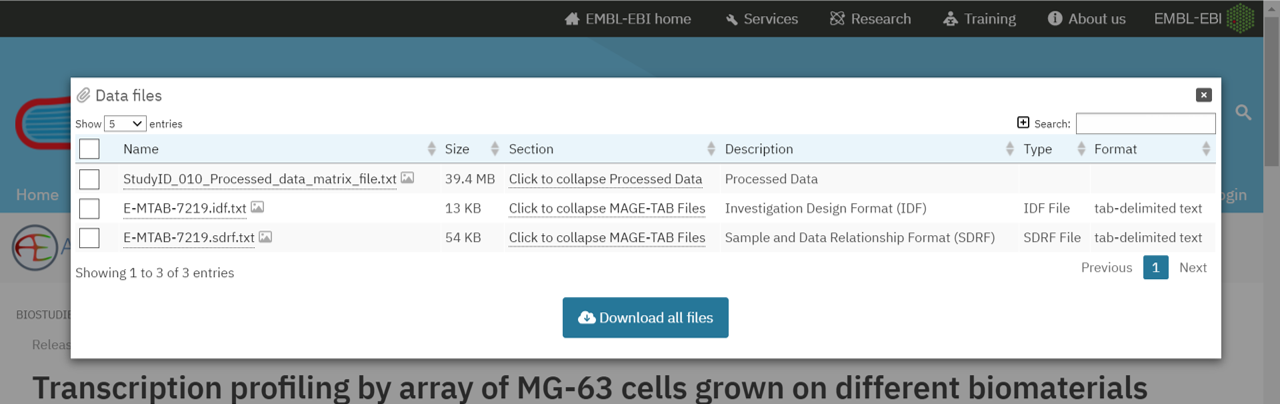 EMBL-EBI home Services Research Training About us EMBL-EBI
Data files
Show 5 entries Search:
Name Size Section Description Type Format
StudyID_010_Processed_data_matrix_file.txt 39.4 MB Click to collapse Processed Data Processed Data
E-MTAB-7219.idf.txt 13 KB Click to collapse MAGE-TAB Files Investigation Design Format (IDF) IDF File tab-delimited text
Home
E-MTAB-7219.sdrf.txt 54 KB Click to collapse MAGE-TAB Files Sample and Data Relationship Format (SDRF) SDRF File tab-delimited text
Showing 1 to 3 of 3 entries
Previous 1 Next
Download all files
Transcription profiling by array of MG-63 cells grown on different biomaterials